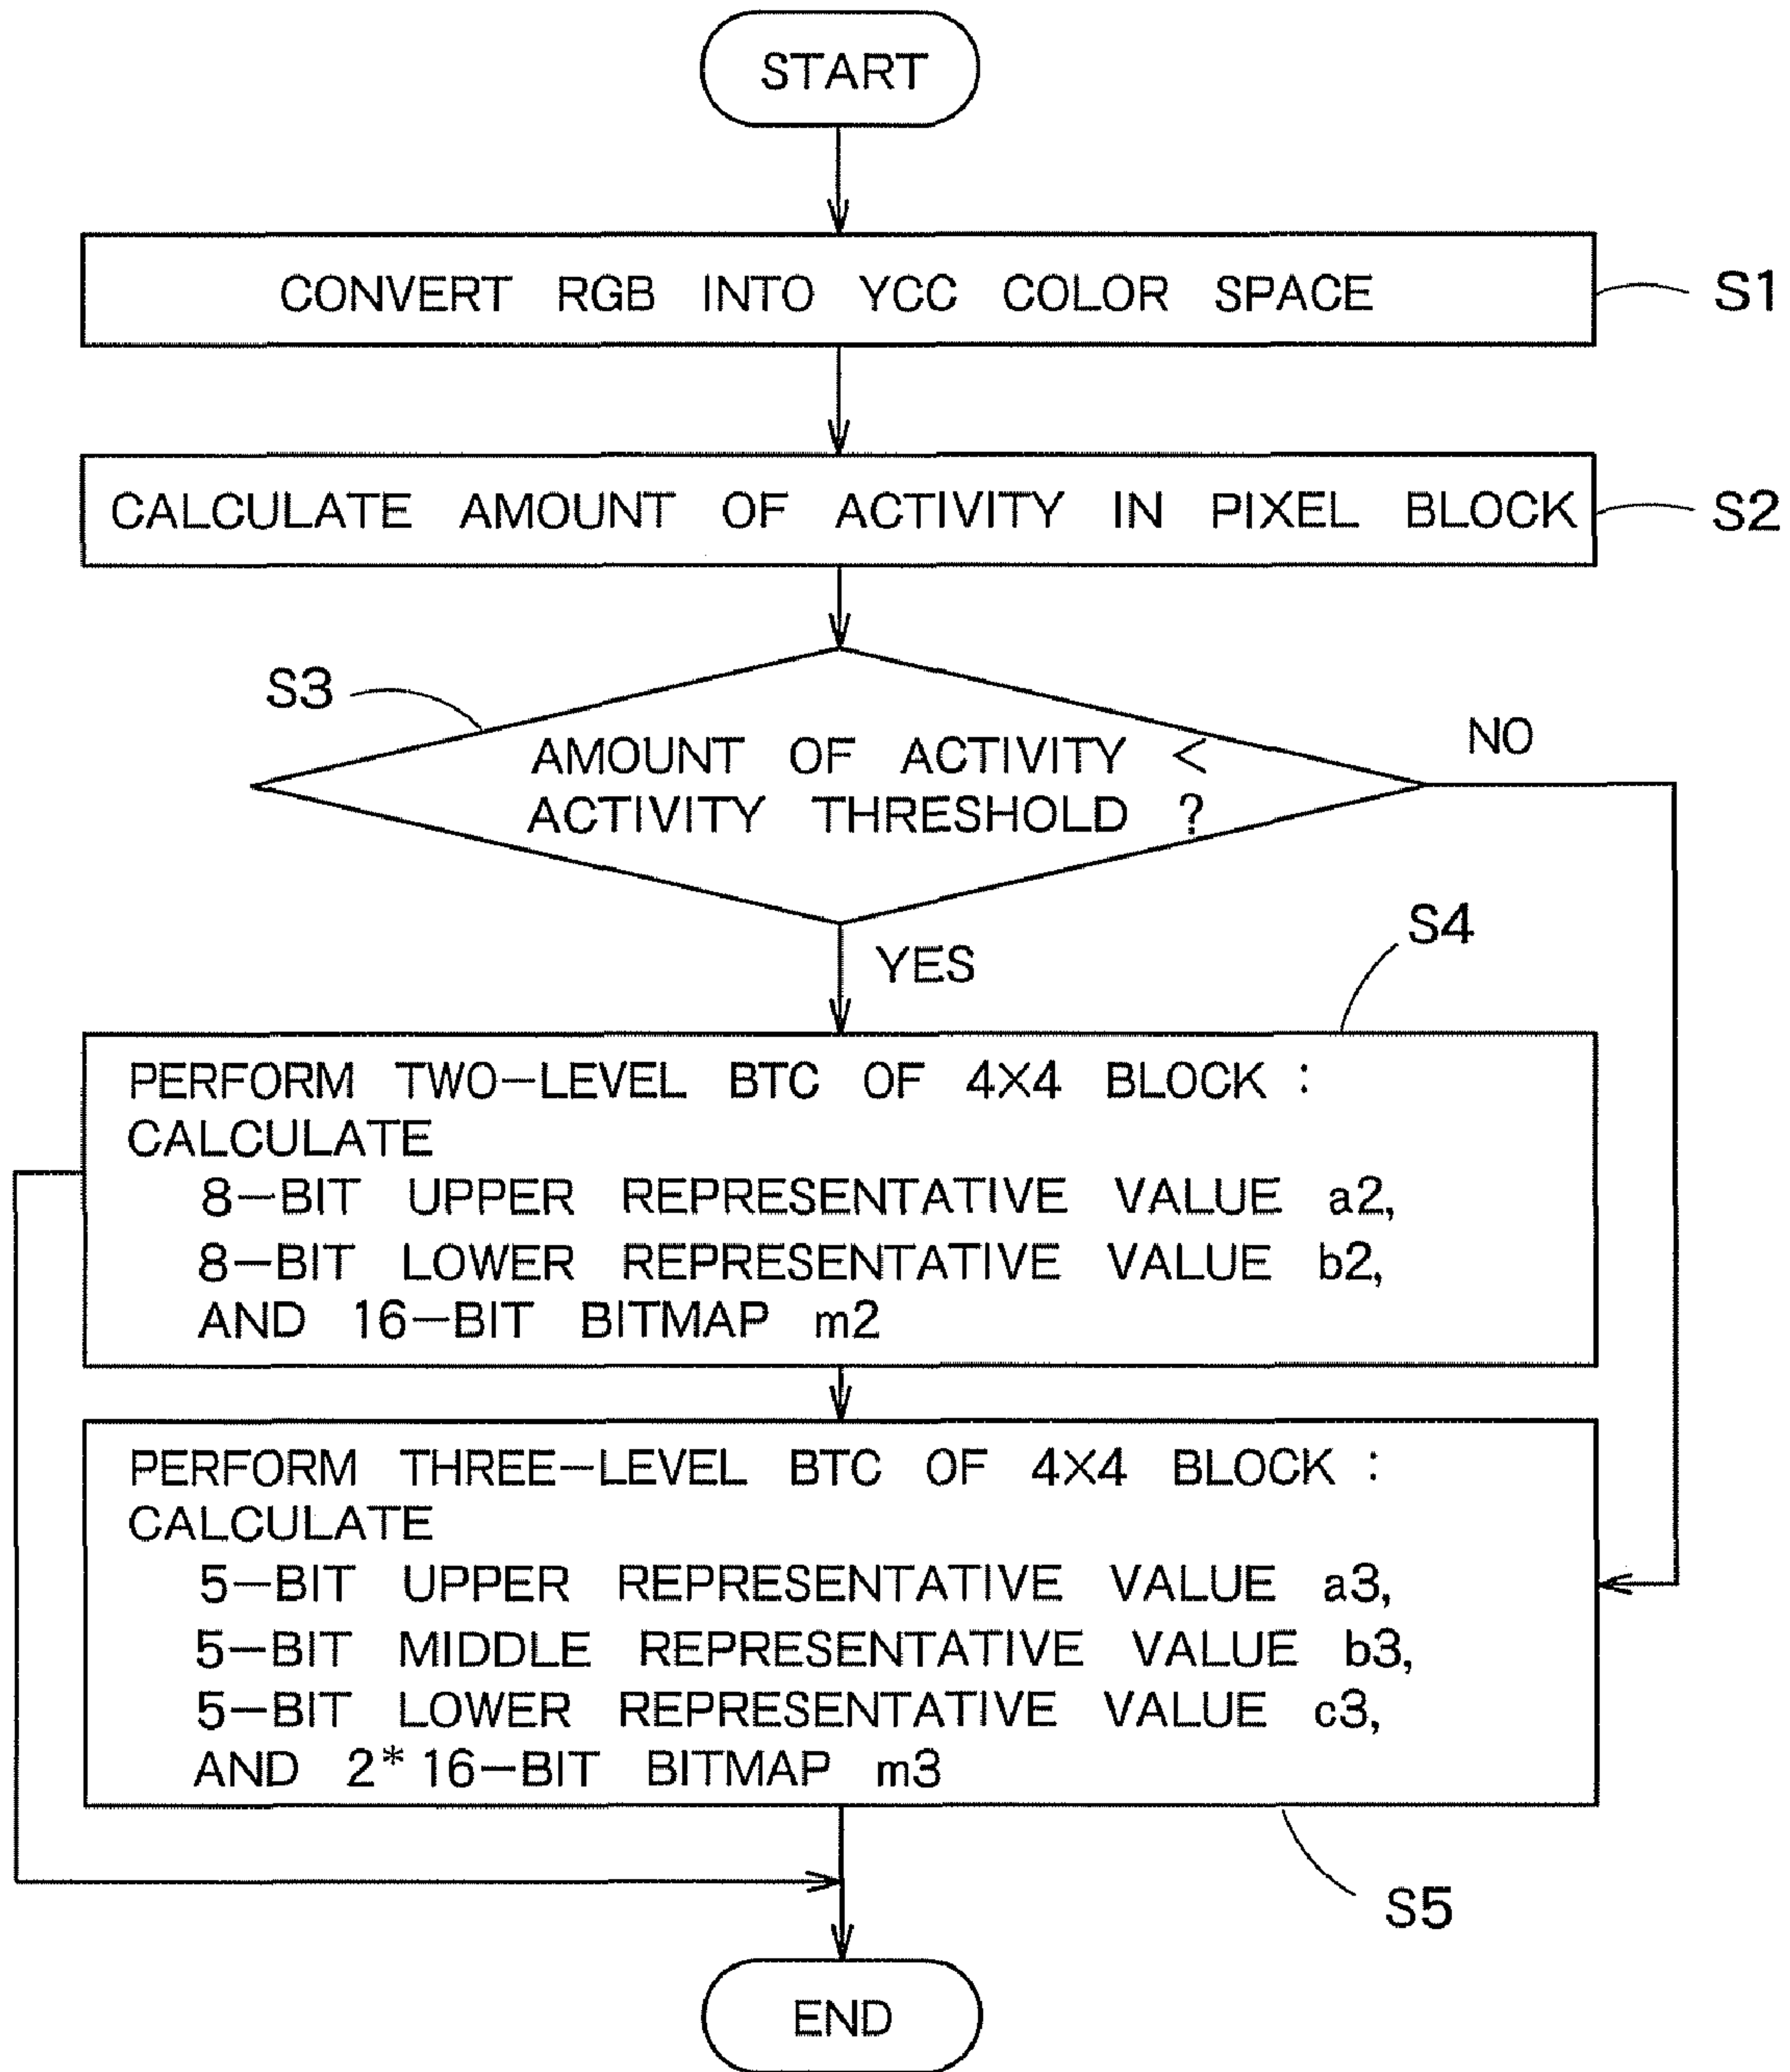 START
CONVERT RGB INTO YCC COLOR SPACE
S1
CALCULATE AMOUNT OF ACTIVITY IN PIXEL BLOCK
S2
S3
AMOUNT OF ACTIVITY <
ACTIVITY THRESHOLD ?
NO
YES
S4
PERFORM TWO-LEVEL BTC OF 4×4 BLOCK :
CALCULATE
8-BIT UPPER REPRESENTATIVE VALUE a2,
8-BIT LOWER REPRESENTATIVE VALUE b2,
AND 16-BIT BITMAP m2
PERFORM THREE-LEVEL BTC OF 4×4 BLOCK :
CALCULATE
5-BIT UPPER REPRESENTATIVE VALUE a3,
5-BIT MIDDLE REPRESENTATIVE VALUE b3,
5-BIT LOWER REPRESENTATIVE VALUE c3,
AND 2* 16-BIT BITMAP m3
S5
END